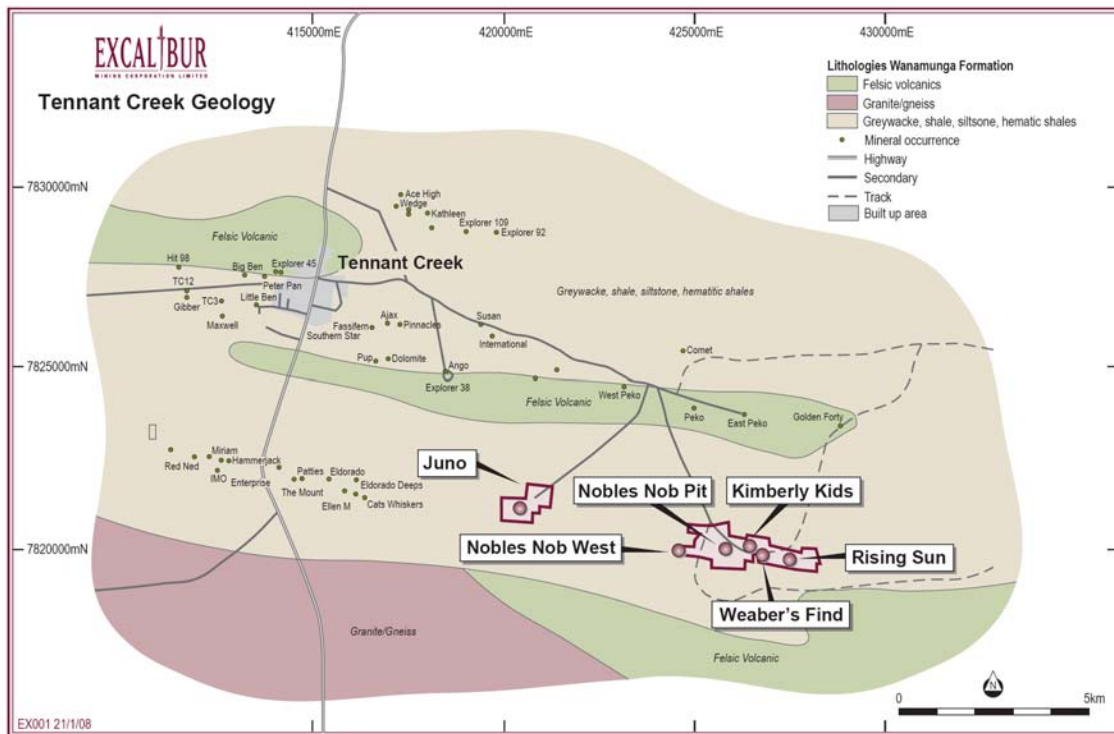 415000mE
420000mE
425000mE
430000mE
EXCALIBUR
MINING CORPORATION LIMITED
Tennant Creek Geology
Lithologies Wanamunga Formation
Felsic volcanics
Granite/gneiss
Greywacke, shale, siltsone, hematic shales
Mineral occurrence
Highway
Secondary
Track
Built up area
7830000mN
7825000mN
7820000mN
Ace High
Wedge
Kathleen
Explorer 109
Explorer 92
Felsic Volcanic
Hit 98
Big Ben
Explorer 45
Tennant Creek
Peter Pan
TC12
Gibber
TC3
Little Ben
Maxwell
Greywacke, shale, siltstone, hematitic shales
Southern Star
Fassifern
Ajax
Pinnacles
Susan
International
Pup
Dolomite
Ango
Explorer 38
Comet
Felsic Volcanic
West Peko
Peko
East Peko
Golden Forty
Red Ned
Miriam
Hammerjack
IMO
Enterprise
Patties
The Mount
Eldorado
Eldorado Deeps
Ellen M
Cats Whiskers
Juno
Nobles Nob Pit
Kimberly Kids
Nobles Nob West
Rising Sun
Weaber's Find
Granite/Gneiss
Felsic Volcanic
N
0
5km
EX001 21/1/08